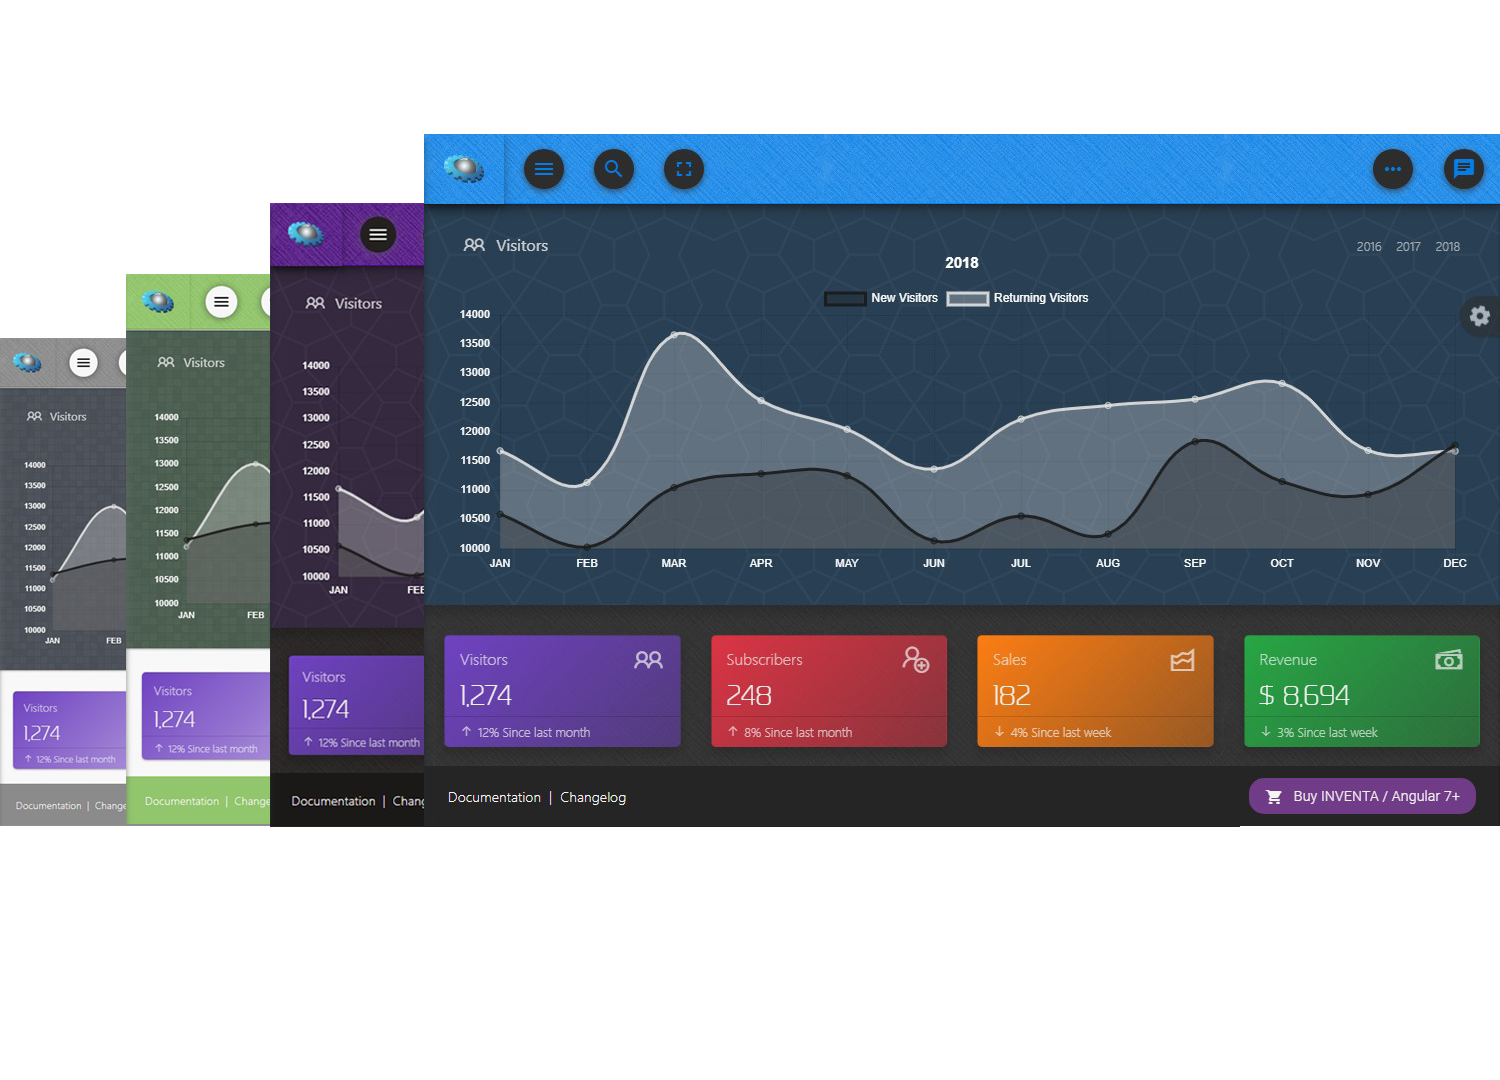 Visitors
2016 2017 2018
2018
New Visitors Returning Visitors
14000
13500
13000
12500
12000
11500
11000
10500
10000
JAN FEB MAR APR MAY JUN JUL AUG SEP OCT NOV DEC
Visitors
1,274
12% Since last month
Subscribers
248
8% Since last month
Sales
182
4% Since last week
Revenue
$ 8,694
3% Since last week
Documentation | Changelog
Buy INVENTA / Angular 7+
Visitors
14000
13500
13000
12500
12000
11500
11000
10500
10000
JAN FEB
Visitors
1,274
12% Since last month
Documentation | Chang
Visitors
14000
13500
13000
12500
12000
11500
11000
10500
10000
JAN FEB
Visitors
1,274
12% Since last month
Documentation | Change
Visitors
14000
13500
13000
12500
12000
11500
11000
10500
10000
JAN FEB
Visitors
1,274
12% Since last month
Documentation | Change